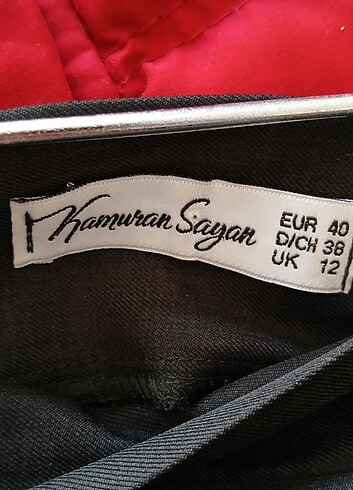 Kamuran Sayan
EUR 40
D/CH 38
UK 12